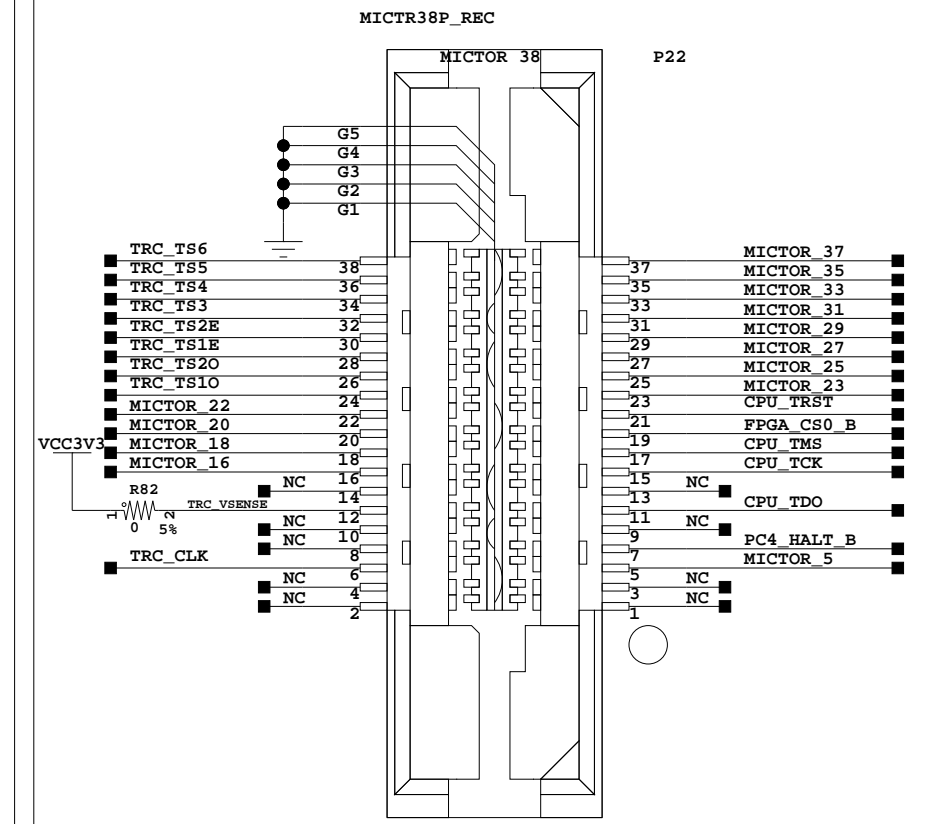 MICTR38P_REC
MICTOR 38
P22
G5
G4
G3
G2
G1
TRC_TS6 38 37 MICTOR_37
TRC_TS5 36 35 MICTOR_35
TRC_TS4 34 33 MICTOR_33
TRC_TS3 32 31 MICTOR_31
TRC_TS2E 30 29 MICTOR_29
TRC_TS1E 28 27 MICTOR_27
TRC_TS2O 26 25 MICTOR_25
TRC_TS1O 24 23 MICTOR_23
MICTOR_22 22 21 CPU_TRST
MICTOR_20 20 19 FPGA_CS0_B
VCC3V3 MICTOR_18 18 17 CPU_TMS
MICTOR_16 16 15 CPU_TCK
NC 14 13 NC
R82
1 2 TRC_VSENSE 12 11 CPU_TDO
0 5%
NC 10 9 NC
NC 8 7 PC4_HALT_B
TRC_CLK 6 5 MICTOR_5
NC 4 3 NC
NC 2 1 NC